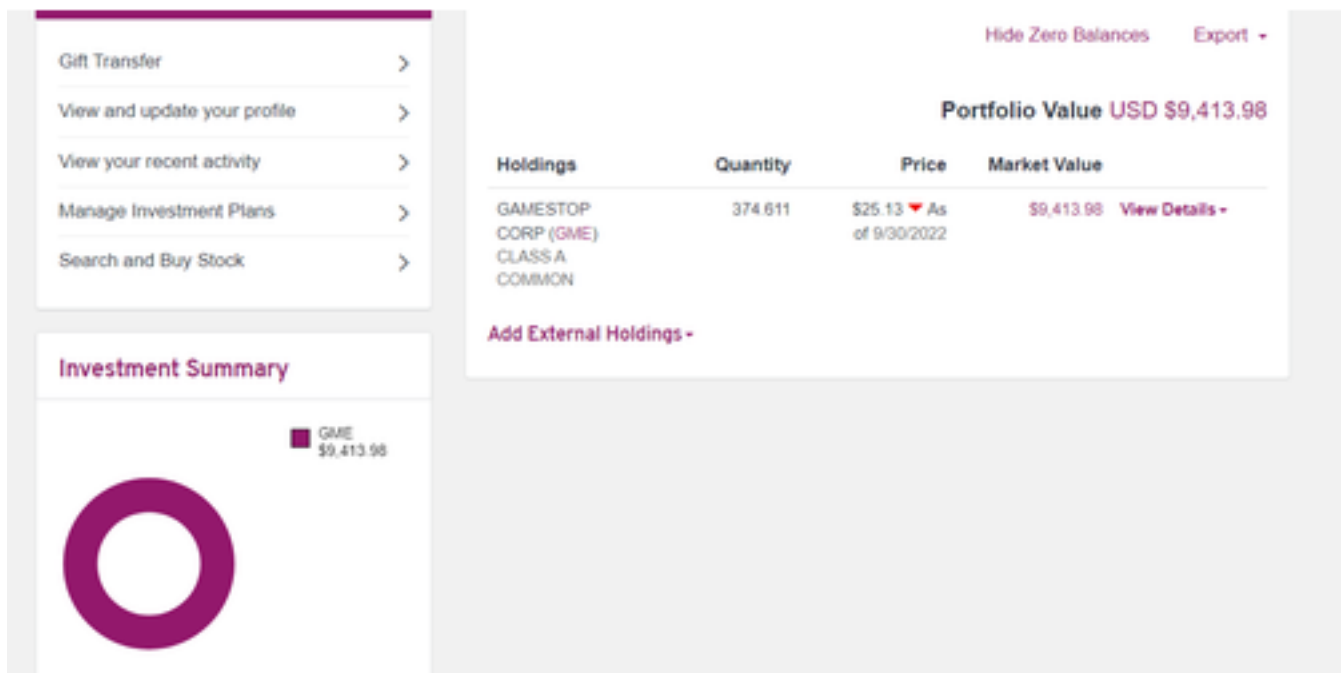 Gift Transfer
View and update your profile
View your recent activity
Manage Investment Plans
Search and Buy Stock
Investment Summary
GME
$9,413.98
Hide Zero Balances Export
Portfolio Value USD $9,413.98
Holdings Quantity Price Market Value
GAMESTOP 374.611 $25.13 As $9,413.98 View Details
CORP (GME) of 9/30/2022
CLASS A
COMMON
Add External Holdings